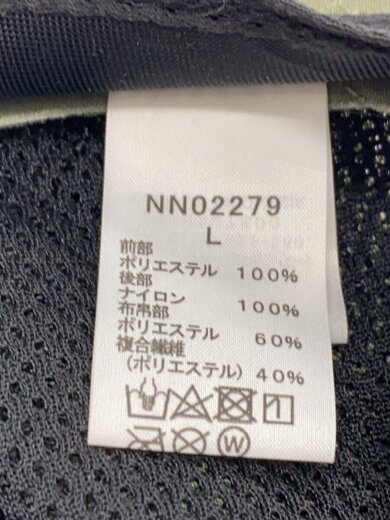 NN02279
L
前部
ポリエステル 100%
後部
ナイロン 100%
布帛部
ポリエステル 60%
複合繊維
(ポリエステル) 40%
1
W